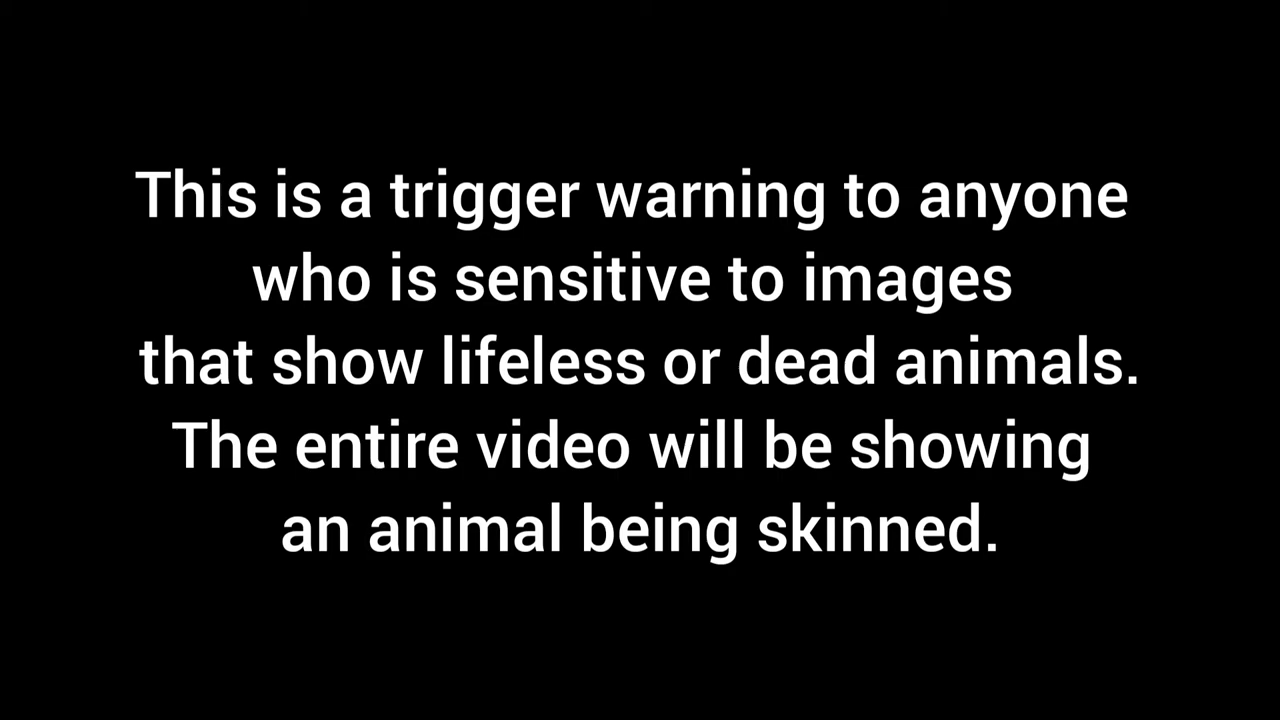 This is a trigger warning to anyone
who is sensitive to images
that show lifeless or dead animals.
The entire video will be showing
an animal being skinned.